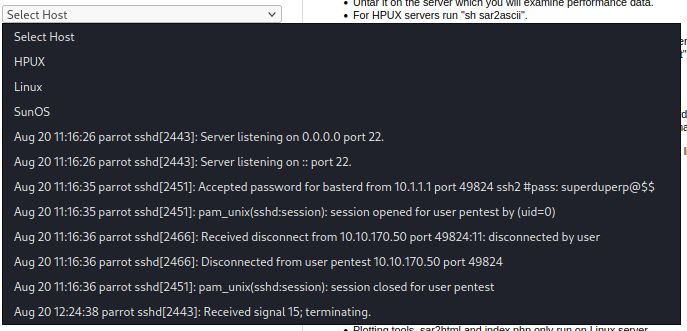 Select Host
Untar it on the server which you will examine performance data.
For HPUX servers run "sh sar2ascii".
Select Host
HPUX
Linux
SunOS
Aug 20 11:16:26 parrot sshd[2443]: Server listening on 0.0.0.0 port 22.
Aug 20 11:16:26 parrot sshd[2443]: Server listening on :: port 22.
Aug 20 11:16:35 parrot sshd[2451]: Accepted password for basterd from 10.1.1.1 port 49824 ssh2 #pass: superduperp@$$
Aug 20 11:16:35 parrot sshd[2451]: pam_unix(sshd:session): session opened for user pentest by (uid=0)
Aug 20 11:16:36 parrot sshd[2466]: Received disconnect from 10.10.170.50 port 49824:11: disconnected by user
Aug 20 11:16:36 parrot sshd[2466]: Disconnected from user pentest 10.10.170.50 port 49824
Aug 20 11:16:36 parrot sshd[2451]: pam_unix(sshd:session): session closed for user pentest
Aug 20 12:24:38 parrot sshd[2443]: Received signal 15; terminating.
Plotting tools, sar2html and index.php only run on Linux server.